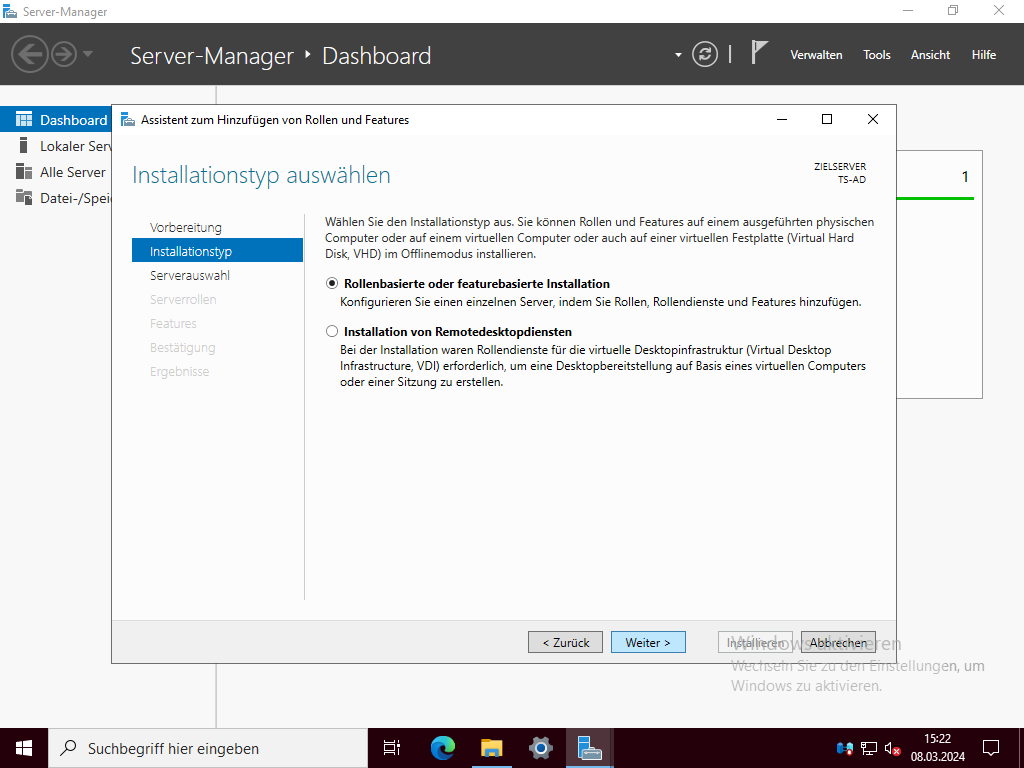 Server-Manager
Server-Manager ‣ Dashboard
Verwalten Tools Ansicht Hilfe
Dashboard
Lokaler Serv
Alle Server
Datei-/Speic
1
Assistent zum Hinzufügen von Rollen und Features
Installationstyp auswählen
ZIELSERVER
TS-AD
Vorbereitung
Installationstyp
Serverauswahl
Serverrollen
Features
Bestätigung
Ergebnisse
Wählen Sie den Installationstyp aus. Sie können Rollen und Features auf einem ausgeführten physischen
Computer oder auf einem virtuellen Computer oder auch auf einer virtuellen Festplatte (Virtual Hard
Disk, VHD) im Offlinemodus installieren.
Rollenbasierte oder featurebasierte Installation
Konfigurieren Sie einen einzelnen Server, indem Sie Rollen, Rollendienste und Features hinzufügen.
Installation von Remotedesktopdiensten
Bei der Installation waren Rollendienste für die virtuelle Desktopinfrastruktur (Virtual Desktop
Infrastructure, VDI) erforderlich, um eine Desktopbereitstellung auf Basis eines virtuellen Computers
oder einer Sitzung zu erstellen.
< Zurück Weiter > Installieren Abbrechen
Windows aktivieren
Wechseln Sie zu den Einstellungen, um
Windows zu aktivieren.
Suchbegriff hier eingeben
15:22
08.03.2024